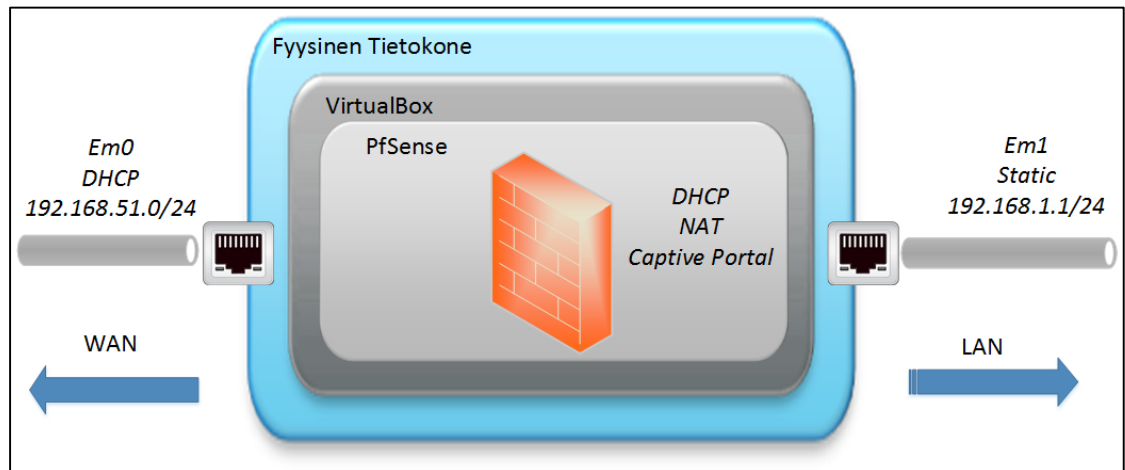 Fyysinen Tietokone
VirtualBox
PfSense
Em0
DHCP
192.168.51.0/24
DHCP
NAT
Captive Portal
Em1
Static
192.168.1.1/24
WAN
LAN